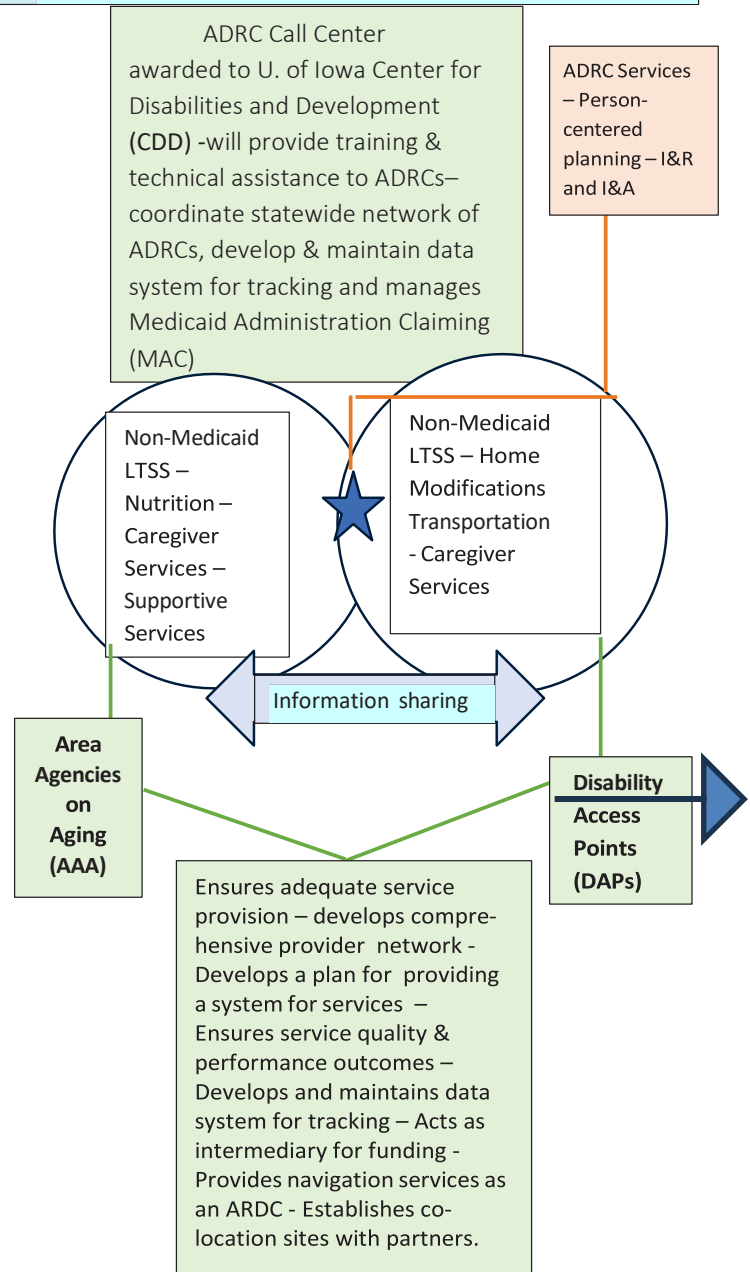 ADRC Call Center
awarded to U. of Iowa Center for
Disabilities and Development
(CDD) -will provide training &
technical assistance to ADRCs–
coordinate statewide network of
ADRCs, develop & maintain data
system for tracking and manages
Medicaid Administration Claiming
(MAC)
ADRC Services
– Person-
centered
planning – I&R
and I&A
Non-Medicaid
LTSS –
Nutrition –
Caregiver
Services –
Supportive
Services
Non-Medicaid
LTSS – Home
Modifications
Transportation
- Caregiver
Services
Information sharing
Area
Agencies
on
Aging
(AAA)
Disability
Access
Points
(DAPs)
Ensures adequate service
provision – develops compre-
hensive provider network -
Develops a plan for providing
a system for services –
Ensures service quality &
performance outcomes –
Develops and maintains data
system for tracking – Acts as
intermediary for funding -
Provides navigation services as
an ARDC - Establishes co-
location sites with partners.